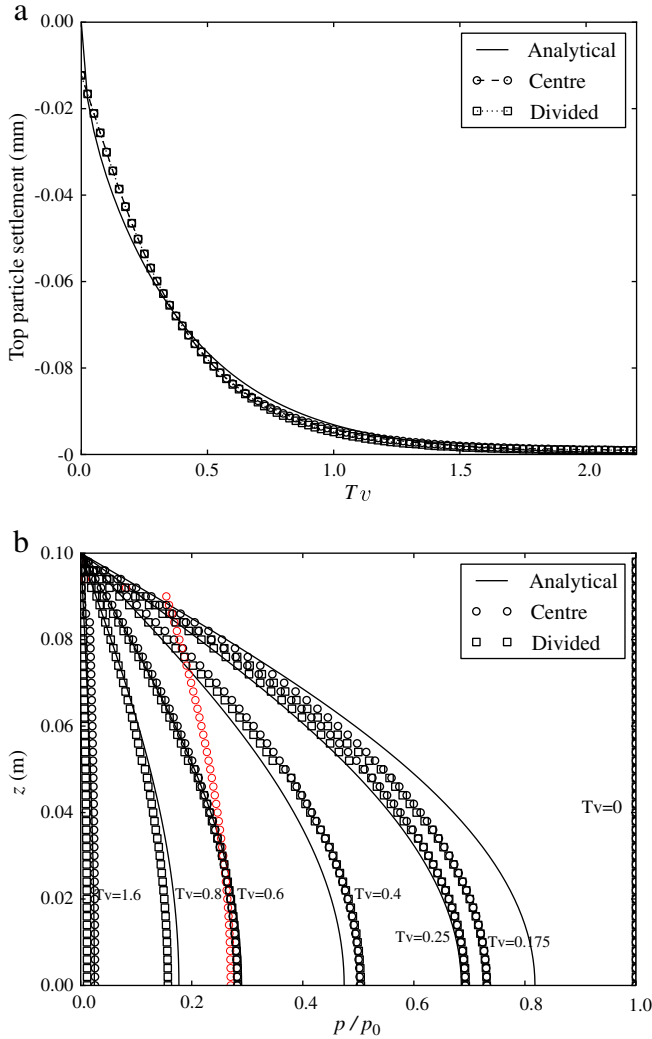 a
0.00
-0.02
-0.04
-0.06
-0.08
-0
Top particle settlement (mm)
Analytical
Centre
Divided
0.0 0.5 1.0 1.5 2.0
Tv
b
0.10
0.08
0.06
0.04
0.02
0.00
z (m)
Analytical
Centre
Divided
Tv=0
Tv=1.6 Tv=0.8 Tv=0.6 Tv=0.4
Tv=0.25 Tv=0.175
0.0 0.2 0.4 0.6 0.8 1.0
p/p0